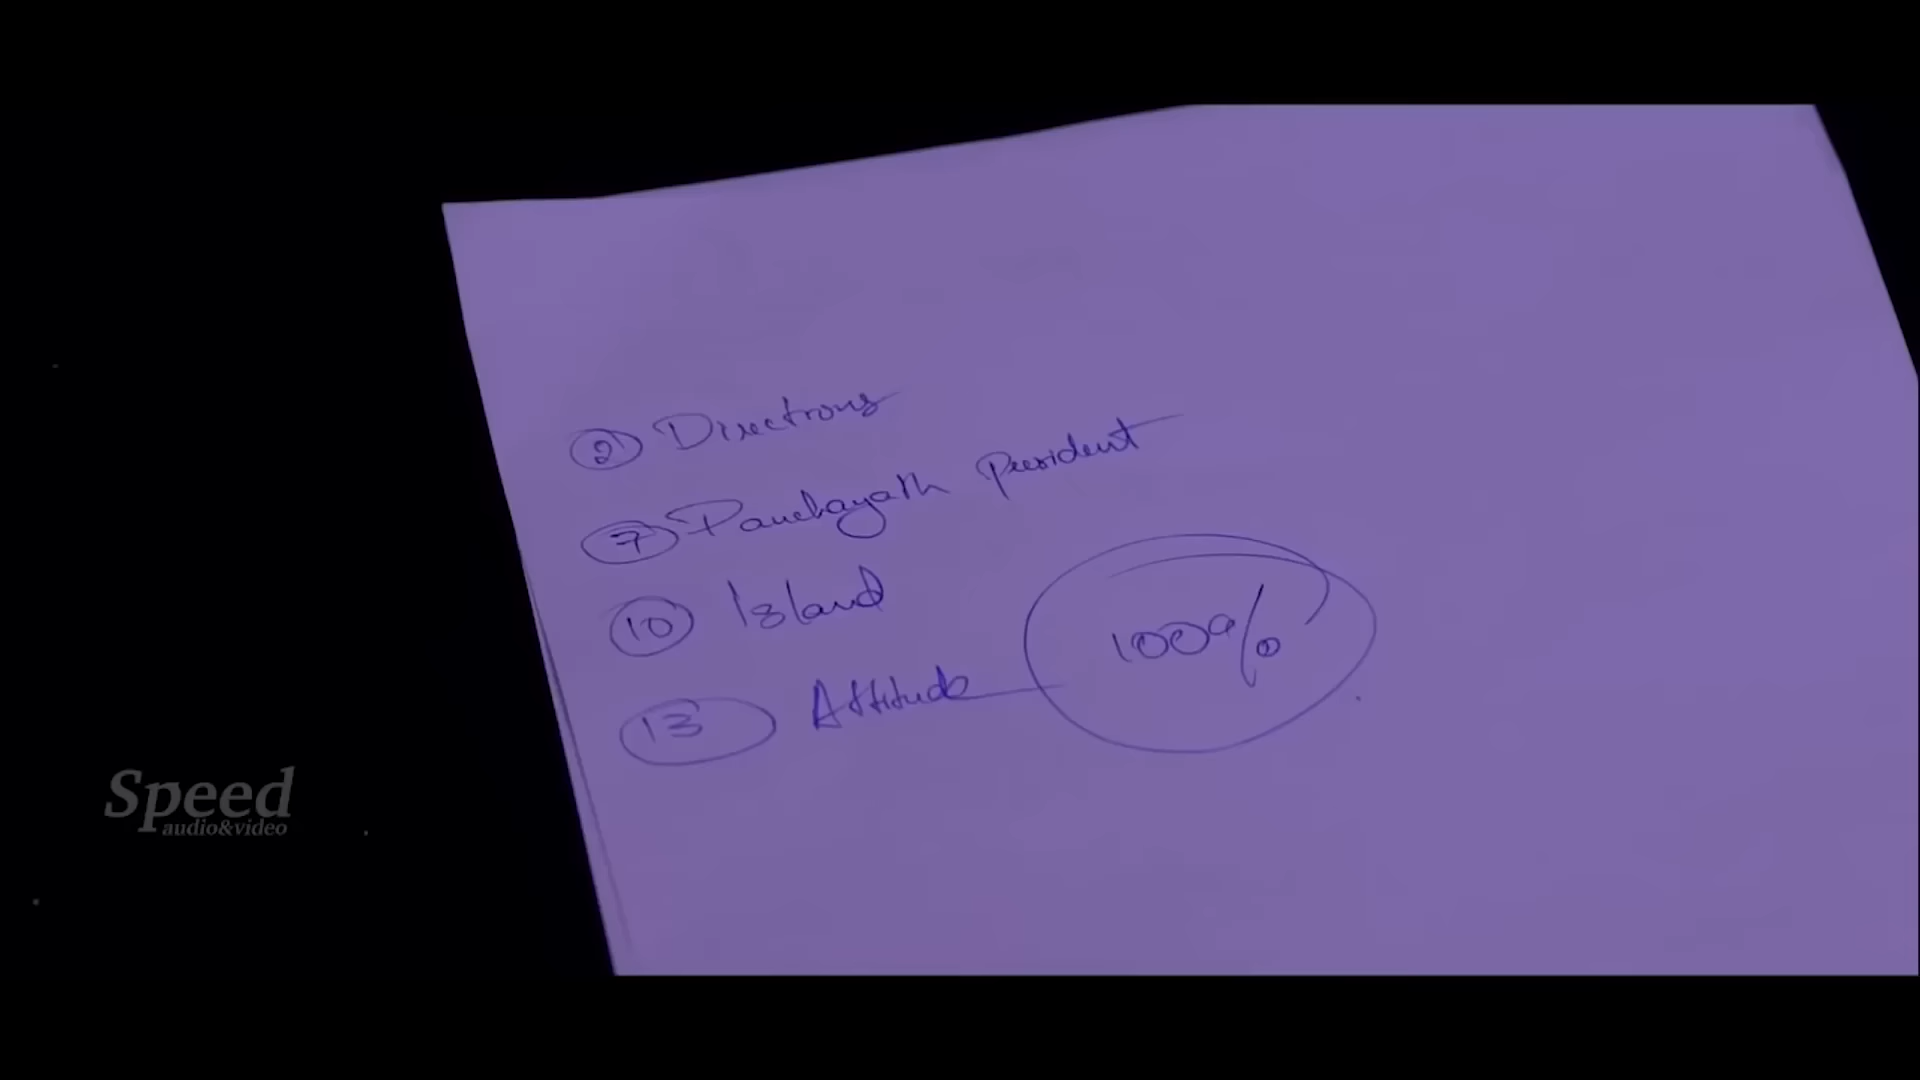 2 Directions
7 Panchayath president
10 Island
13 Attitude 100%
Speed
audio&video